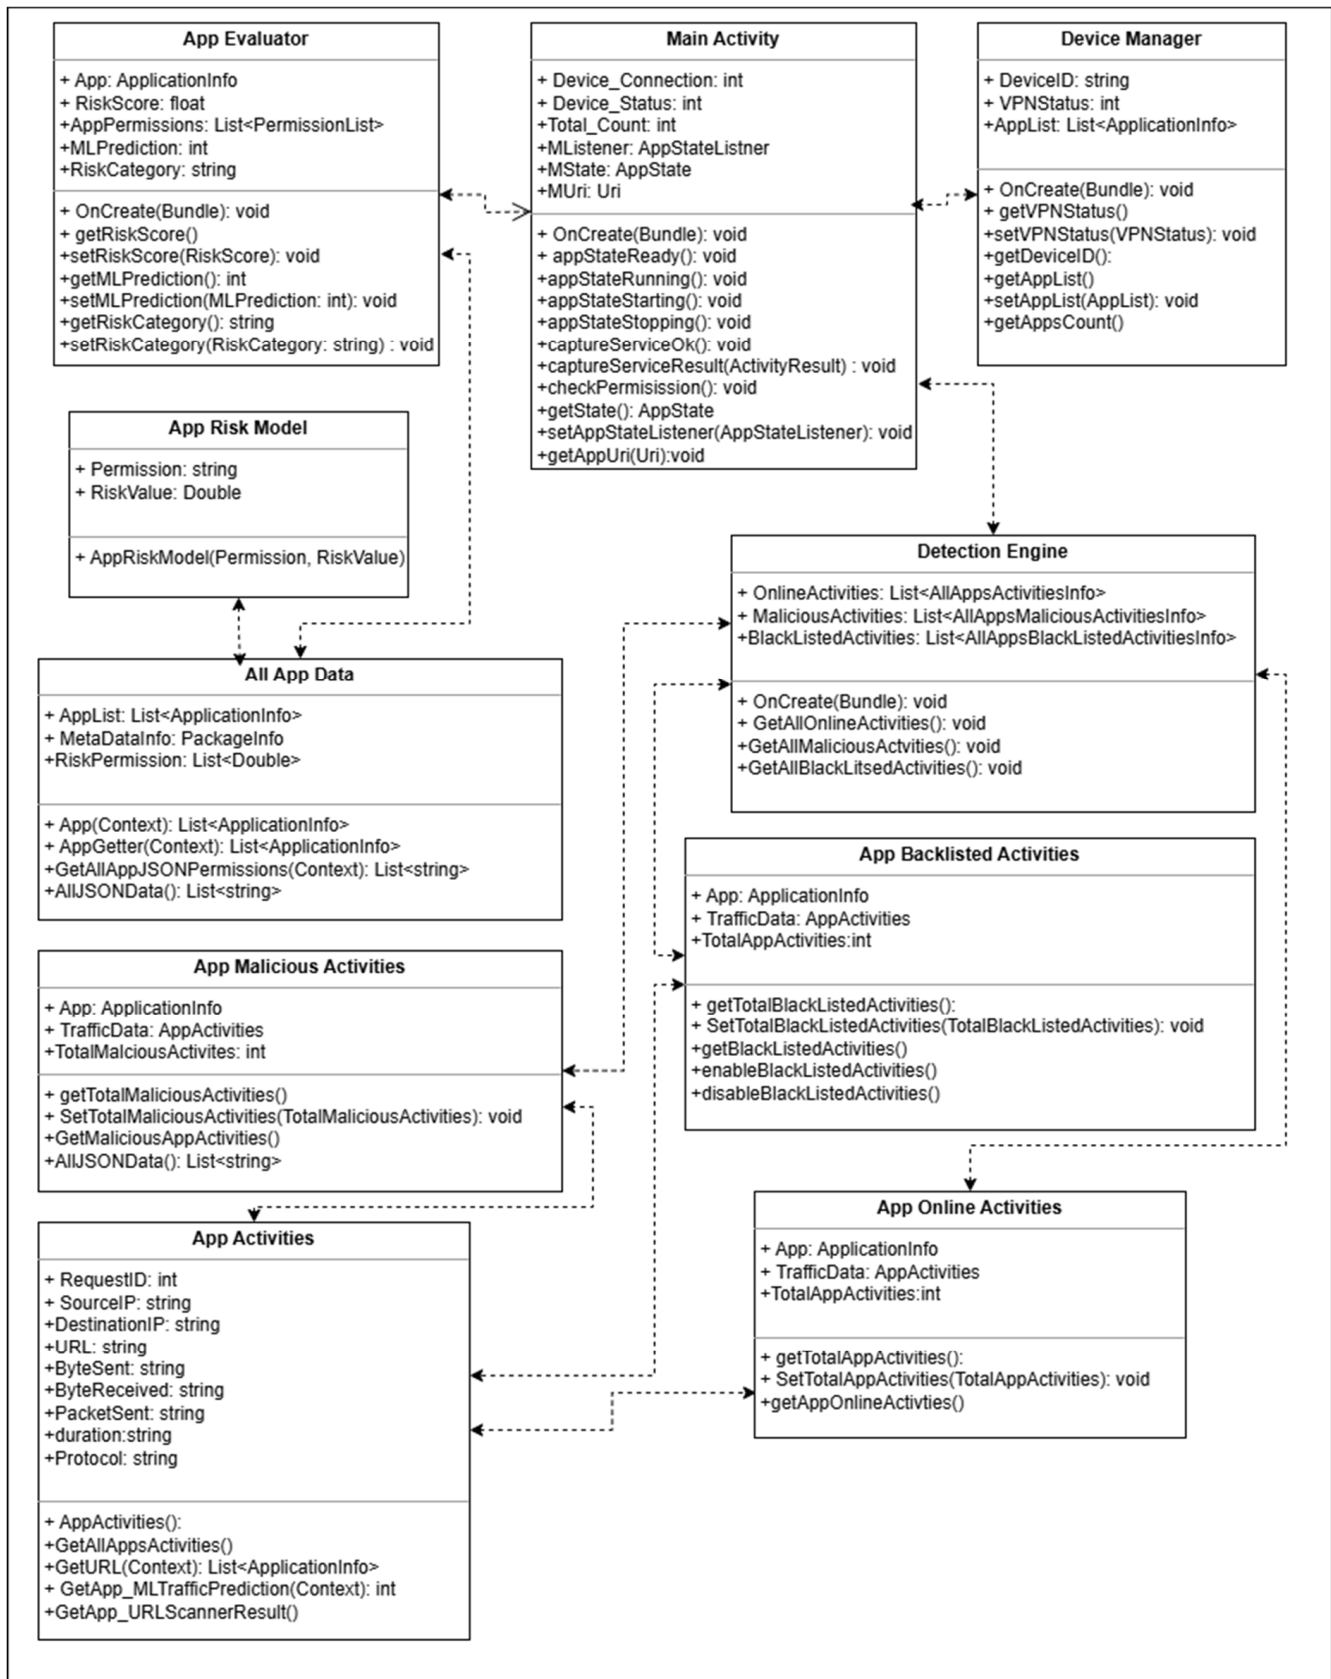 App Evaluator
+ App: ApplicationInfo
+ RiskScore: float
+AppPermissions: List<PermissionList>
+MLPrediction: int
+RiskCategory: string
+ OnCreate(Bundle): void
+ getRiskScore()
+setRiskScore(RiskScore): void
+getMLPrediction(): int
+setMLPrediction(MLPrediction: int): void
+getRiskCategory(): string
+setRiskCategory(RiskCategory: string) : void
Main Activity
+ Device_Connection: int
+ Device_Status: int
+Total_Count: int
+MListener: AppStateListner
+MState: AppState
+MUri: Uri
+ OnCreate(Bundle): void
+ appStateReady(): void
+appStateRunning(): void
+appStateStarting(): void
+appStateStopping(): void
+captureServiceOk(): void
+captureServiceResult(ActivityResult) : void
+checkPermisission(): void
+getState(): AppState
+setAppStateListener(AppStateListener): void
+getAppUri(Uri):void
Device Manager
+ DeviceID: string
+ VPNStatus: int
+AppList: List<ApplicationInfo>
+ OnCreate(Bundle): void
+ getVPNStatus()
+setVPNStatus(VPNStatus): void
+getDeviceID():
+getAppList()
+setAppList(AppList): void
+getAppsCount()
App Risk Model
+ Permission: string
+ RiskValue: Double
+ AppRiskModel(Permission, RiskValue)
Detection Engine
+ OnlineActivities: List<AllAppsActivitiesInfo>
+ MaliciousActivities: List<AllAppsMaliciousActivitiesInfo>
+BlackListedActivities: List<AllAppsBlackListedActivitiesInfo>
+ OnCreate(Bundle): void
+ GetAllOnlineActivities(): void
+GetAllMaliciousActvities(): void
+GetAllBlackLitsedActivities(): void
All App Data
+ AppList: List<ApplicationInfo>
+ MetaDataInfo: PackageInfo
+RiskPermission: List<Double>
+ App(Context): List<ApplicationInfo>
+ AppGetter(Context): List<ApplicationInfo>
+GetAllAppJSONPermissions(Context): List<string>
+AllJSONData(): List<string>
App Backlisted Activities
+ App: ApplicationInfo
+ TrafficData: AppActivities
+TotalAppActivities:int
+ getTotalBlackListedActivities():
+ SetTotalBlackListedActivities(TotalBlackListedActivities): void
+getBlackListedActivities()
+enableBlackListedActivities()
+disableBlackListedActivities()
App Malicious Activities
+ App: ApplicationInfo
+ TrafficData: AppActivities
+TotalMalciousActivites: int
+ getTotalMaliciousActivities()
+ SetTotalMaliciousActivities(TotalMaliciousActivities): void
+GetMaliciousAppActivities()
+AllJSONData(): List<string>
App Activities
+ RequestID: int
+ SourceIP: string
+DestinationIP: string
+URL: string
+ByteSent: string
+ByteReceived: string
+PacketSent: string
+duration:string
+Protocol: string
+ AppActivities():
+GetAllAppsActivities()
+GetURL(Context): List<ApplicationInfo>
+ GetApp_MLTrafficPrediction(Context): int
+GetApp_URLScannerResult()
App Online Activities
+ App: ApplicationInfo
+ TrafficData: AppActivities
+TotalAppActivities:int
+ getTotalAppActivities():
+ SetTotalAppActivities(TotalAppActivities): void
+getAppOnlineActivties()